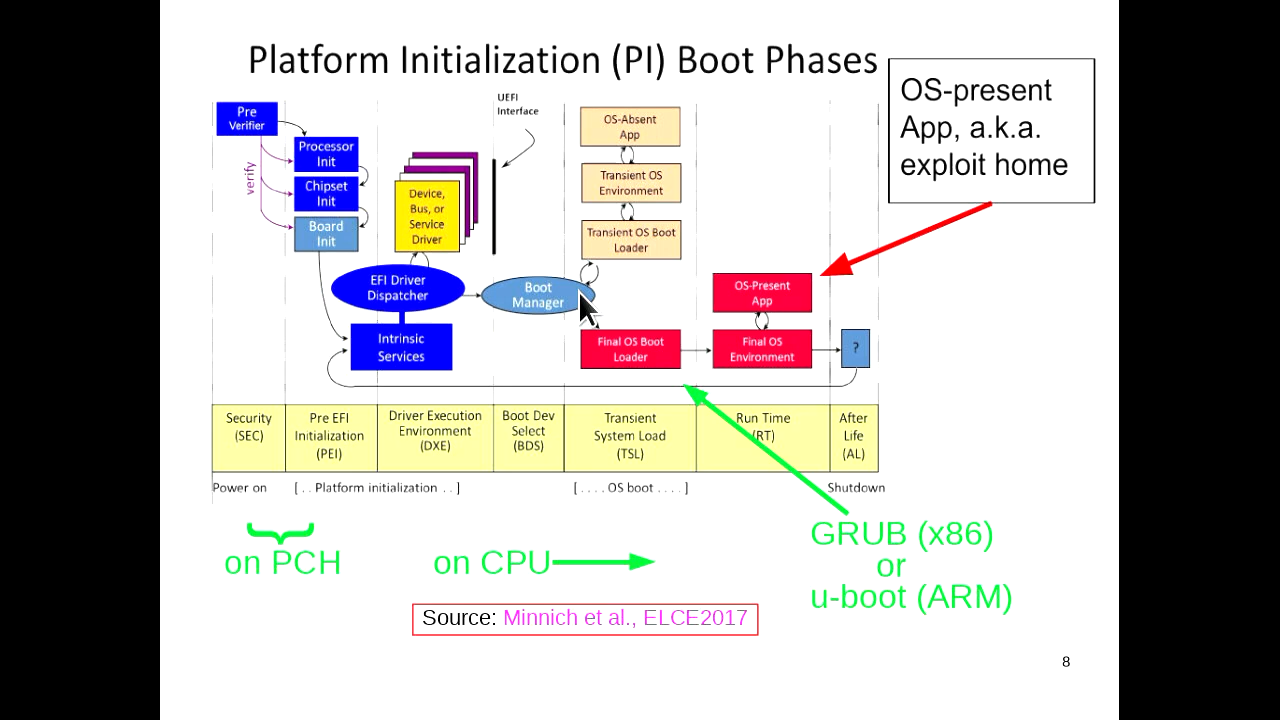 Platform Initialization (PI) Boot Phases
OS-present
App, a.k.a.
exploit home
UEFI
Interface
Pre
Verifier
verify
Processor
Init
Chipset
Init
Board
Init
Device,
Bus, or
Service
Driver
EFI Driver
Dispatcher
Intrinsic
Services
Boot
Manager
OS-Absent
App
Transient OS
Environment
Transient OS Boot
Loader
Final OS Boot
Loader
OS-Present
App
Final OS
Environment
?
Security
(SEC)
Pre EFI
Initialization
(PEI)
Driver Execution
Environment
(DXE)
Boot Dev
Select
(BDS)
Transient
System Load
(TSL)
Run Time
(RT)
After
Life
(AL)
Power on
[ . . Platform initialization . . ]
[ . . . . OS boot . . . . ]
Shutdown
on PCH
on CPU
GRUB (x86)
or
u-boot (ARM)
Source: Minnich et al., ELCE2017
8